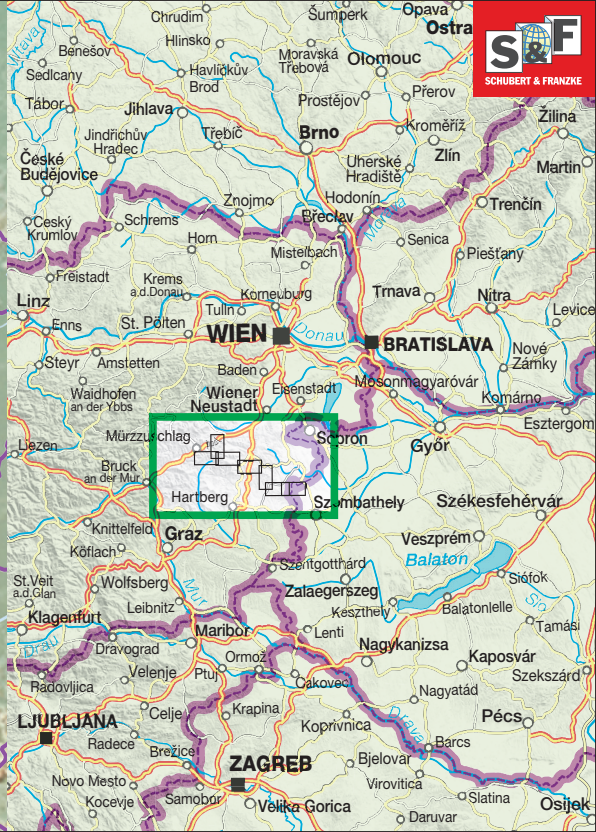 Chrudim
Šumperk
Opava
Ostra
Vltava
Hlinsko
Benešov
Moravská
Třebová
Olomouc
S&F
SCHUBERT & FRANZKE
Sedlcany
Havlíčkův
Brod
Tábor
Jihlava
Prostějov
Přerov
Žilina
Jindřichův
Hradec
Třebíč
Brno
Kroměříž
Zlín
České
Budějovice
Uherské
Hradiště
Martin
Znojmo
Hodonín
Trenčín
Český
Krumlov
Schrems
Břeclav
Morava
Horn
Senica
Mistelbach
Piešťany
Freistadt
Krems
a.d.Donau
Korneuburg
Trnava
Nitra
Linz
Tulln
Levice
Enns
St. Pölten
WIEN
Donau
BRATISLAVA
Steyr
Amstetten
Baden
Nové
Zámky
Waidhofen
an der Ybbs
Wiener
Neustadt
Eisenstadt
Mosonmagyaróvár
Komárno
Esztergom
Liezen
Mürzzuschlag
Sopron
Győr
Bruck
an der Mur
Hartberg
Szombathely
Székesfehérvár
Knittelfeld
Graz
Veszprém
Köflach
Balaton
Szentgotthárd
Siófok
St.Veit
a.d.Glan
Wolfsberg
Mur
Zalaegerszeg
Sio
Leibnitz
Keszthely
Balatonlelle
Klagenfurt
Tamási
Drau
Maribor
Lenti
Dravograd
Nagykanizsa
Ormož
Kaposvár
Ptuj
Velenje
Szekszárd
Radovljica
Cakovec
Nagyatád
LJUBLJANA
Celje
Krapina
Koprivnica
Drava
Pécs
Radece
Barcs
Brežice
ZAGREB
Bjelovar
Novo Mesto
Virovitica
Samobor
Slatina
Kocevje
Velika Gorica
Osijek
Daruvar